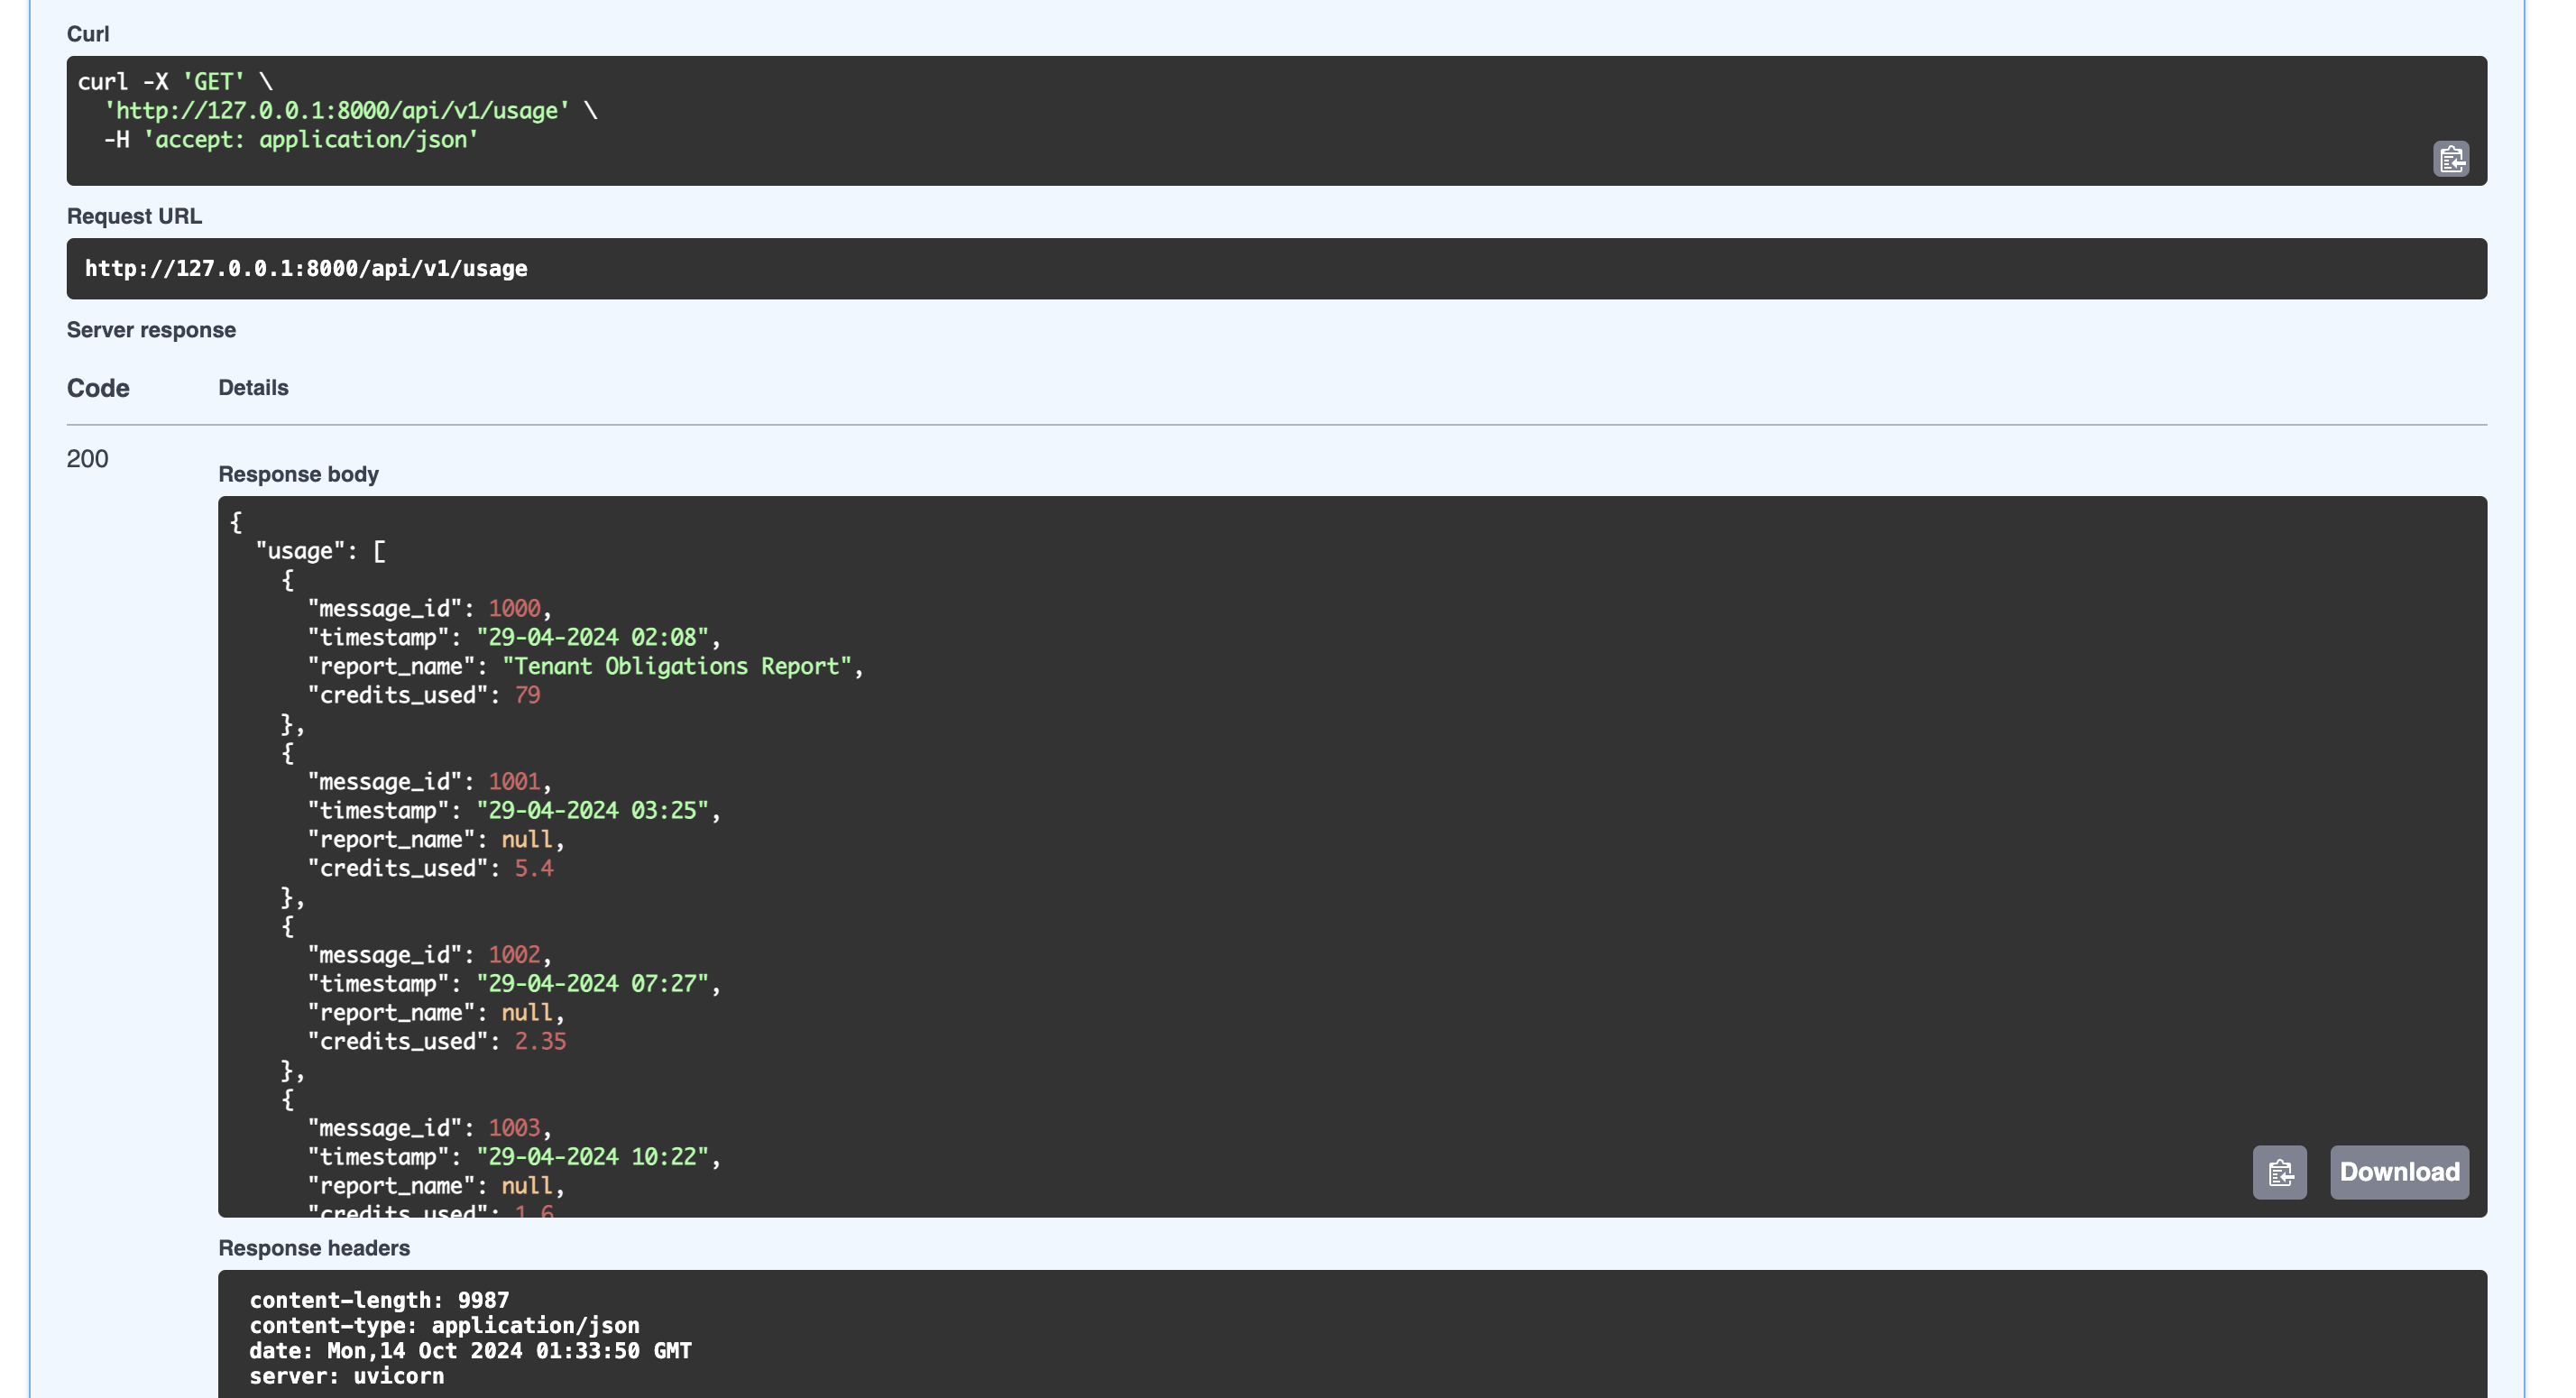 Curl
curl -X 'GET' \
  'http://127.0.0.1:8000/api/v1/usage' \
  -H 'accept: application/json'
Request URL
http://127.0.0.1:8000/api/v1/usage
Server response
Code Details
200
Response body
{
  "usage": [
    {
      "message_id": 1000,
      "timestamp": "29-04-2024 02:08",
      "report_name": "Tenant Obligations Report",
      "credits_used": 79
    },
    {
      "message_id": 1001,
      "timestamp": "29-04-2024 03:25",
      "report_name": null,
      "credits_used": 5.4
    },
    {
      "message_id": 1002,
      "timestamp": "29-04-2024 07:27",
      "report_name": null,
      "credits_used": 2.35
    },
    {
      "message_id": 1003,
      "timestamp": "29-04-2024 10:22",
      "report_name": null,
      "credits_used": 1.6
Download
Response headers
content-length: 9987
content-type: application/json
date: Mon,14 Oct 2024 01:33:50 GMT
server: uvicorn